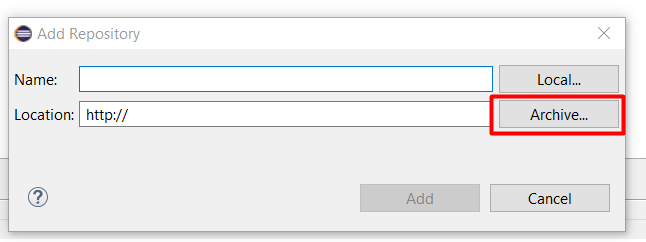 Add Repository
Name: Local...
Location: http:// Archive...
? Add Cancel